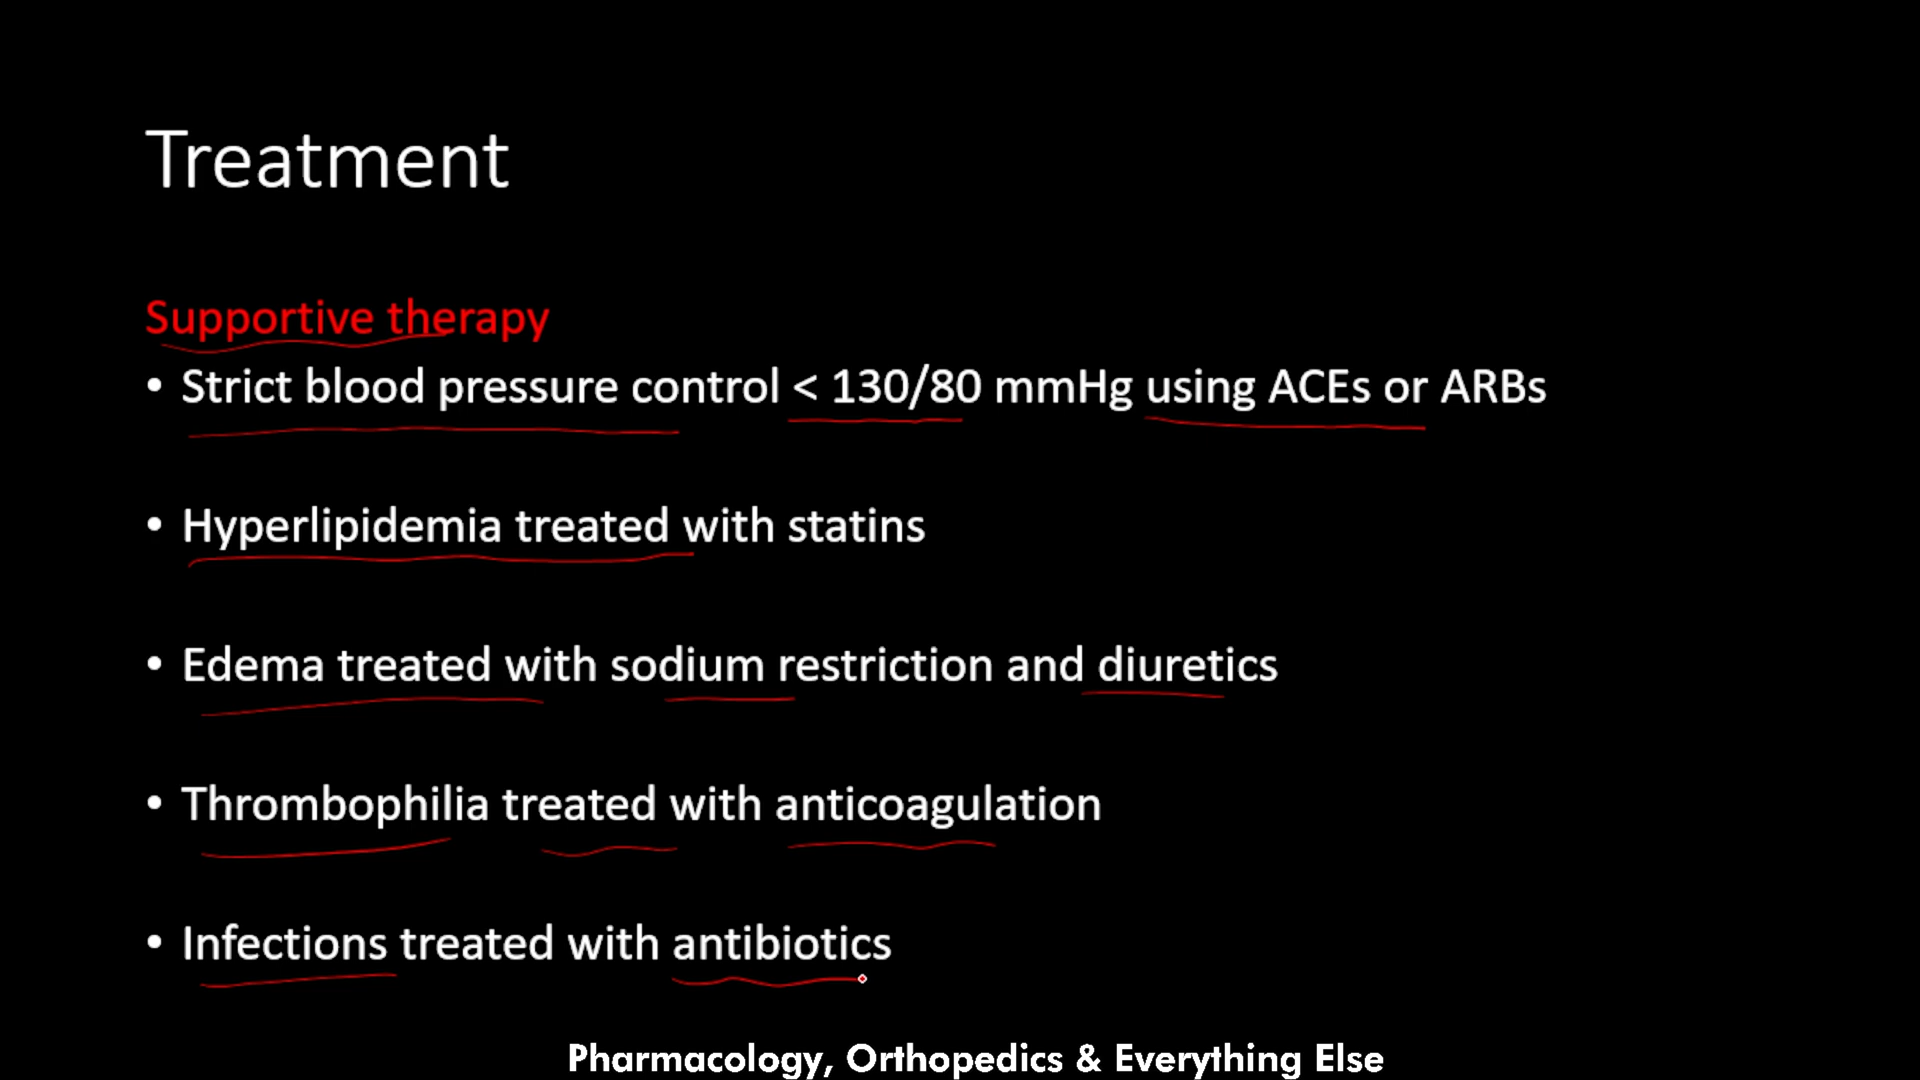 Treatment
Supportive therapy
• Strict blood pressure control < 130/80 mmHg using ACEs or ARBs
• Hyperlipidemia treated with statins
• Edema treated with sodium restriction and diuretics
• Thrombophilia treated with anticoagulation
• Infections treated with antibiotics
Pharmacology, Orthopedics & Everything Else